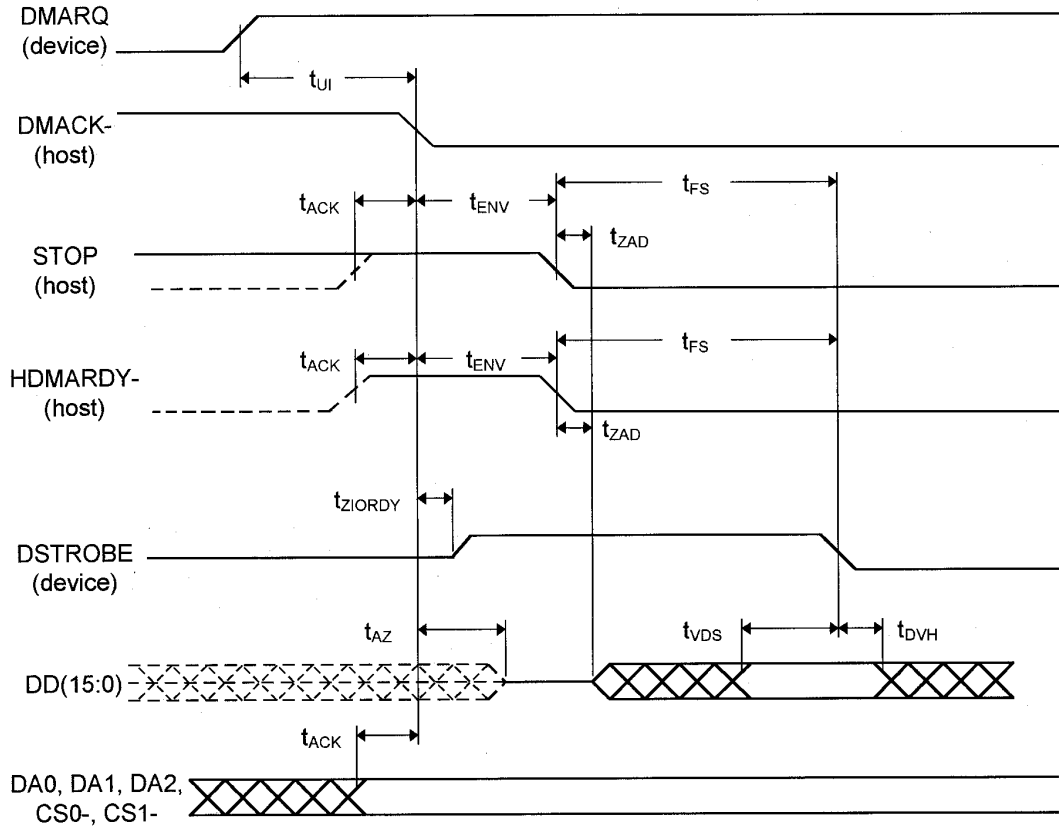 DMARQ
(device)
tUI
DMACK-
(host)
tACK
tENV
tFS
tZAD
STOP
(host)
tACK
tENV
tFS
HDMARDY-
(host)
tZAD
tZIORDY
DSTROBE
(device)
tAZ
tVDS
tDVH
DD(15:0)
tACK
DA0, DA1, DA2,
CS0-, CS1-